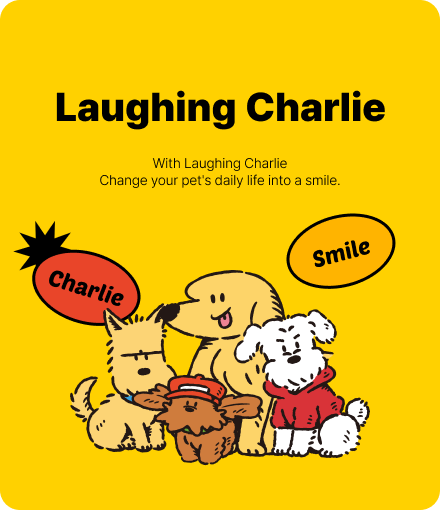 Laughing Charlie
With Laughing Charlie
Change your pet's daily life into a smile.
Smile
Charlie